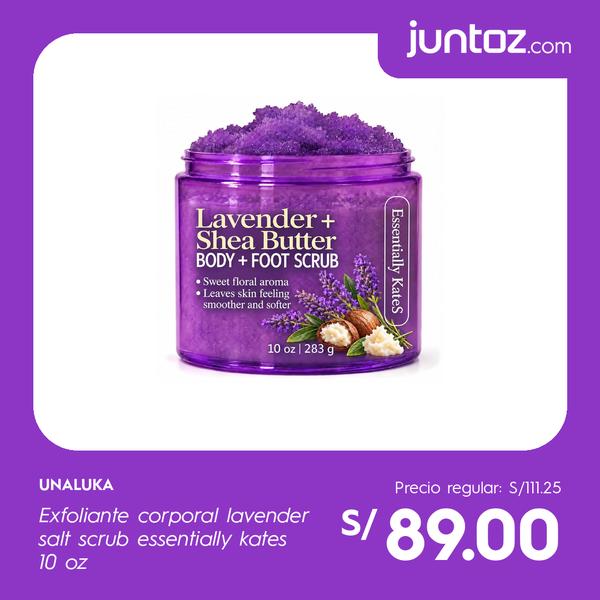 juntoz.com
Lavender +
Shea Butter
BODY + FOOT SCRUB
• Sweet floral aroma
• Leaves skin feeling
smoother and softer
10 oz | 283 g
Essentially KateS
UNALUKA
Exfoliante corporal lavender
salt scrub essentially kates
10 oz
Precio regular: S/111.25
S/89.00